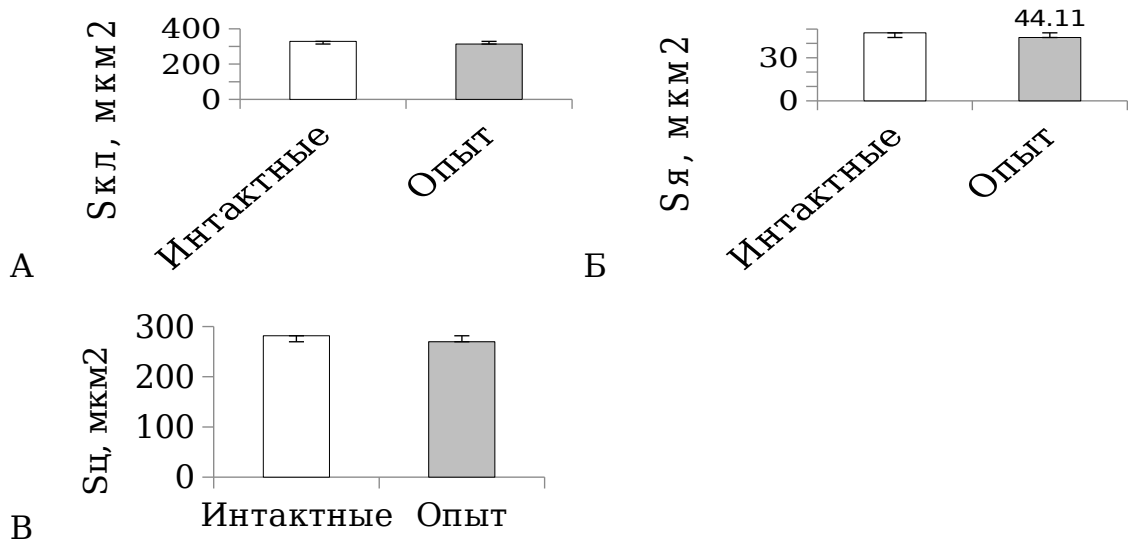 Sкл, мкм2
400
200
0
Интактные
Опыт
А
Sя, мкм2
44.11
30
0
Интактные
Опыт
Б
Sц, мкм2
300
200
100
0
Интактные Опыт
В